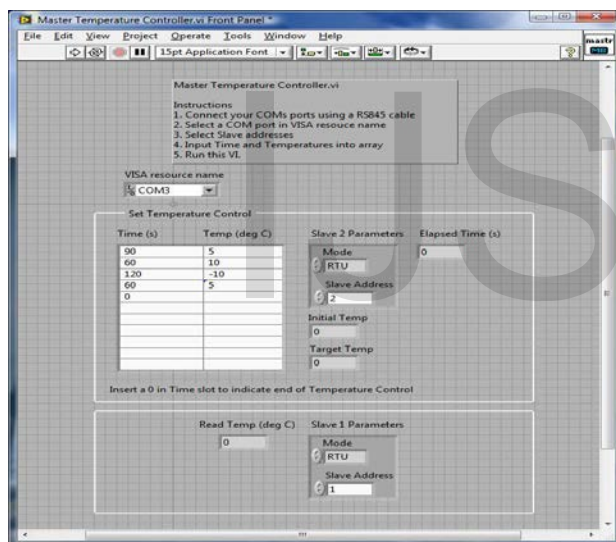 Master Temperature Controller.vi Front Panel *
File Edit View Project Operate Tools Window Help
15pt Application Font
mastr
MB
Master Temperature Controller.vi
Instructions
1. Connect your COMs ports using a RS845 cable
2. Select a COM port in VISA resouce name
3. Select Slave addresses
4. Input Time and Temperatures into array
5. Run this VI.
VISA resource name
COM3
Set Temperature Control
Time (s) Temp (deg C) Slave 2 Parameters Elapsed Time (s)
90 5 Mode 0
60 10 RTU
120 -10 Slave Address
60 5 2
0
Initial Temp
0
Target Temp
0
Insert a 0 in Time slot to indicate end of Temperature Control
Read Temp (deg C) Slave 1 Parameters
0 Mode
RTU
Slave Address
1
IJS